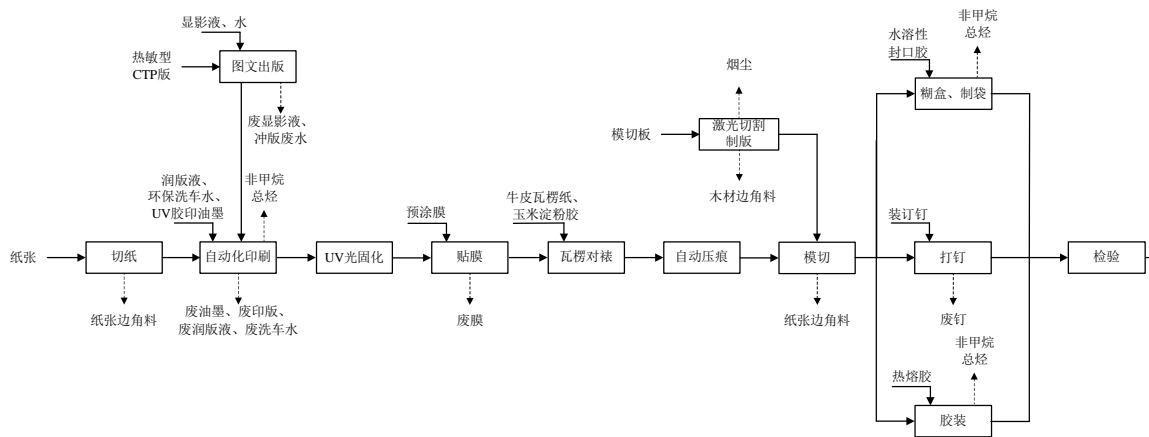 显影液、水
热敏型
CTP版
图文出版
废显影液、
冲版废水
润版液、
环保洗车水、
UV胶印油墨
非甲烷
总烃
纸张
切纸
自动化印刷
UV光固化
预涂膜
贴膜
牛皮瓦楞纸、
玉米淀粉胶
瓦楞对裱
自动压痕
模切
纸张边角料
废油墨、废印版、
废润版液、废洗车水
废膜
纸张边角料
烟尘
模切板
激光切割
制版
木材边角料
水溶性
封口胶
非甲烷
总烃
糊盒、制袋
装订钉
打钉
废钉
热熔胶
非甲烷
总烃
胶装
检验